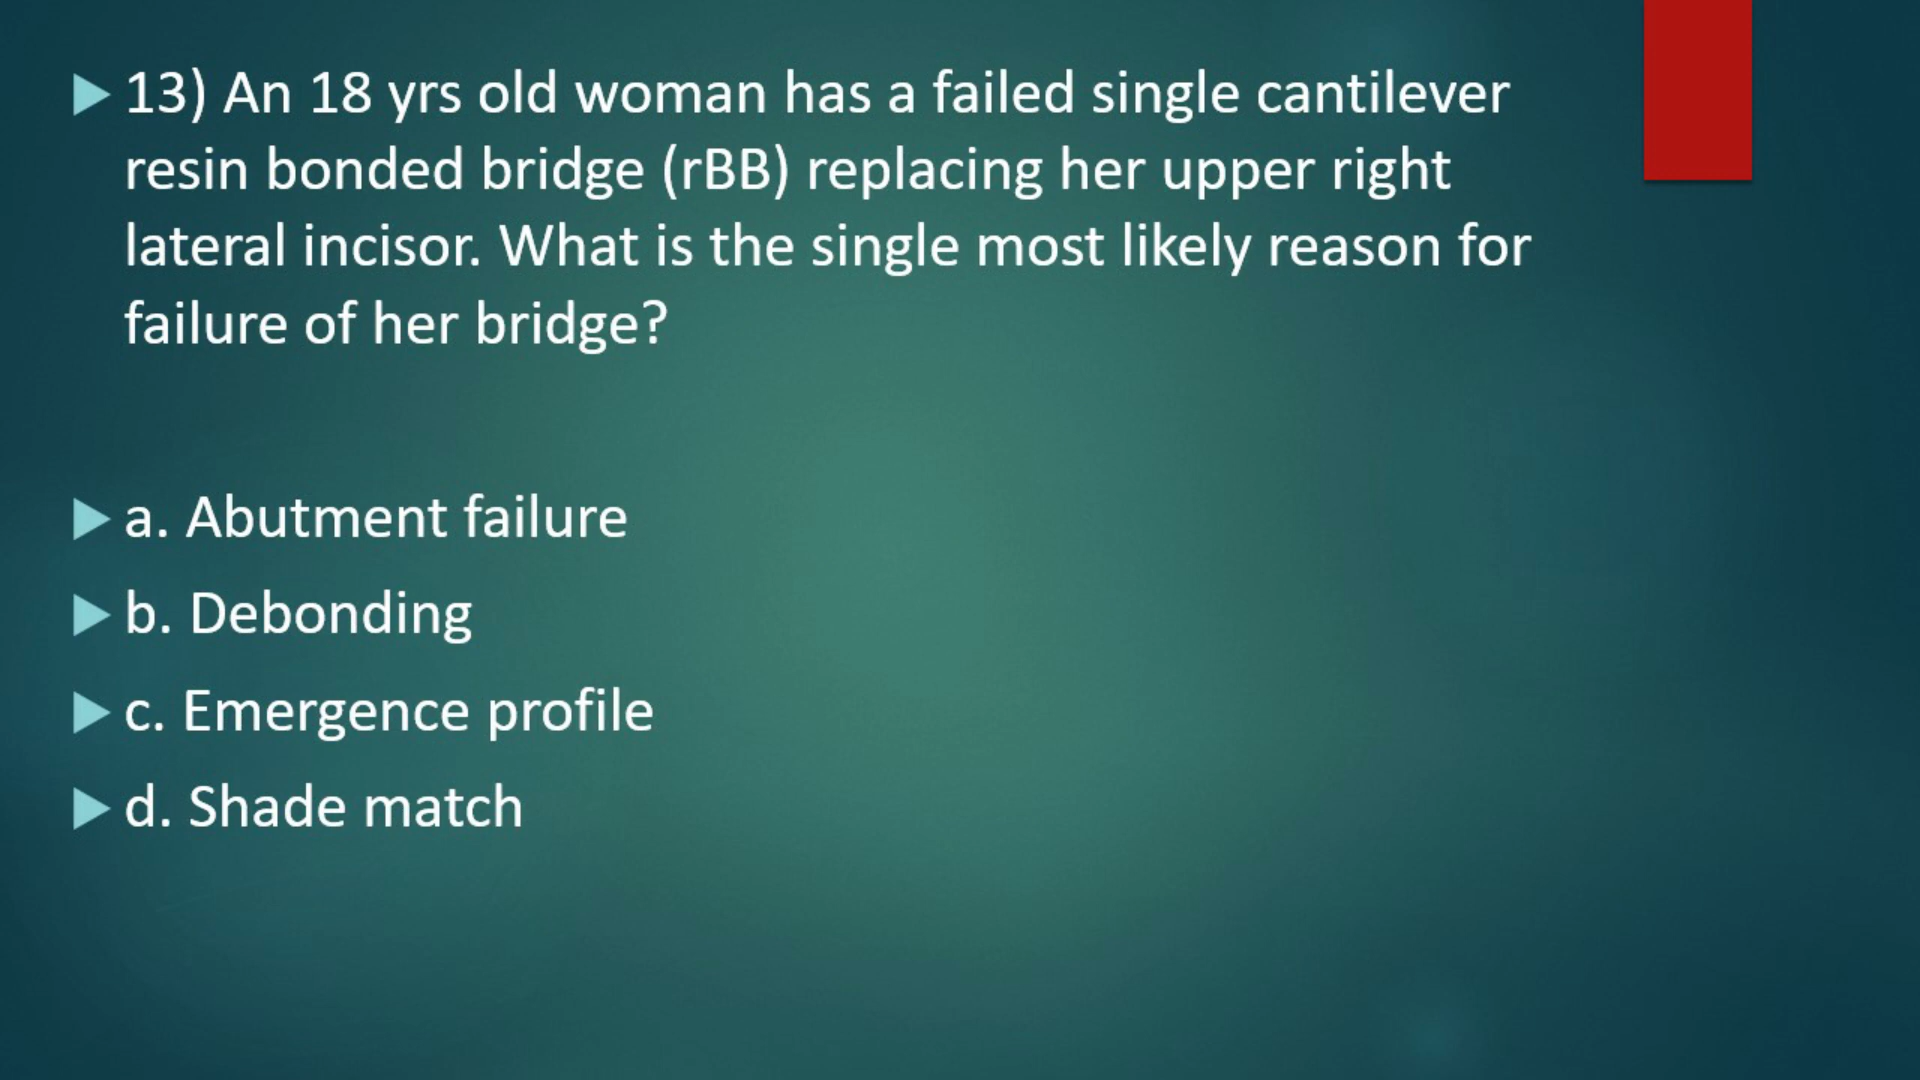 13) An 18 yrs old woman has a failed single cantilever
resin bonded bridge (rBB) replacing her upper right
lateral incisor. What is the single most likely reason for
failure of her bridge?
a. Abutment failure
b. Debonding
c. Emergence profile
d. Shade match